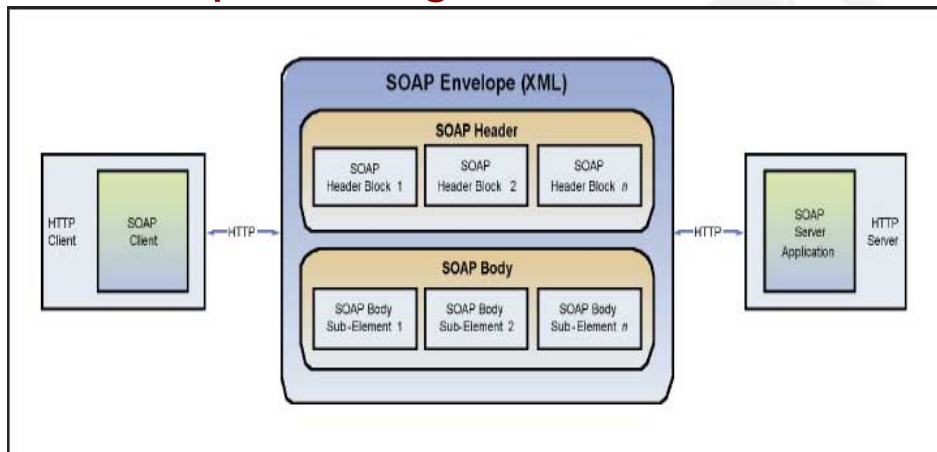 SOAP Envelope (XML)
SOAP Header
SOAP
Header Block 1
SOAP
Header Block 2
SOAP
Header Block n
HTTP
Client
SOAP
Client
HTTP
HTTP
SOAP
Server
Application
HTTP
Server
SOAP Body
SOAP Body
Sub-Element 1
SOAP Body
Sub-Element 2
SOAP Body
Sub-Element n